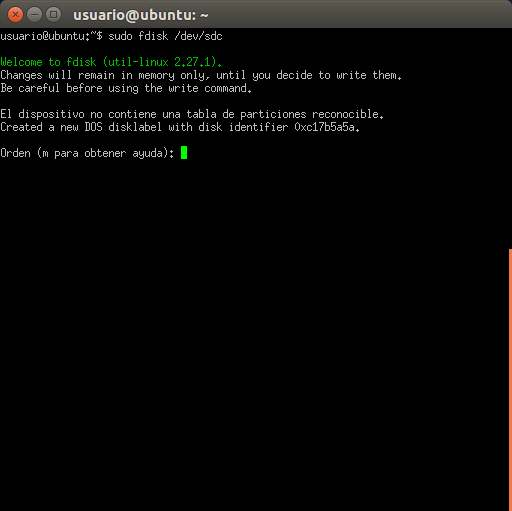 usuario@ubuntu: ~
usuario@ubuntu:~$ sudo fdisk /dev/sdc
Welcome to fdisk (util-linux 2.27.1).
Changes will remain in memory only, until you decide to write them.
Be careful before using the write command.
El dispositivo no contiene una tabla de particiones reconocible.
Created a new DOS disklabel with disk identifier 0xc17b5a5a.
Orden (m para obtener ayuda):